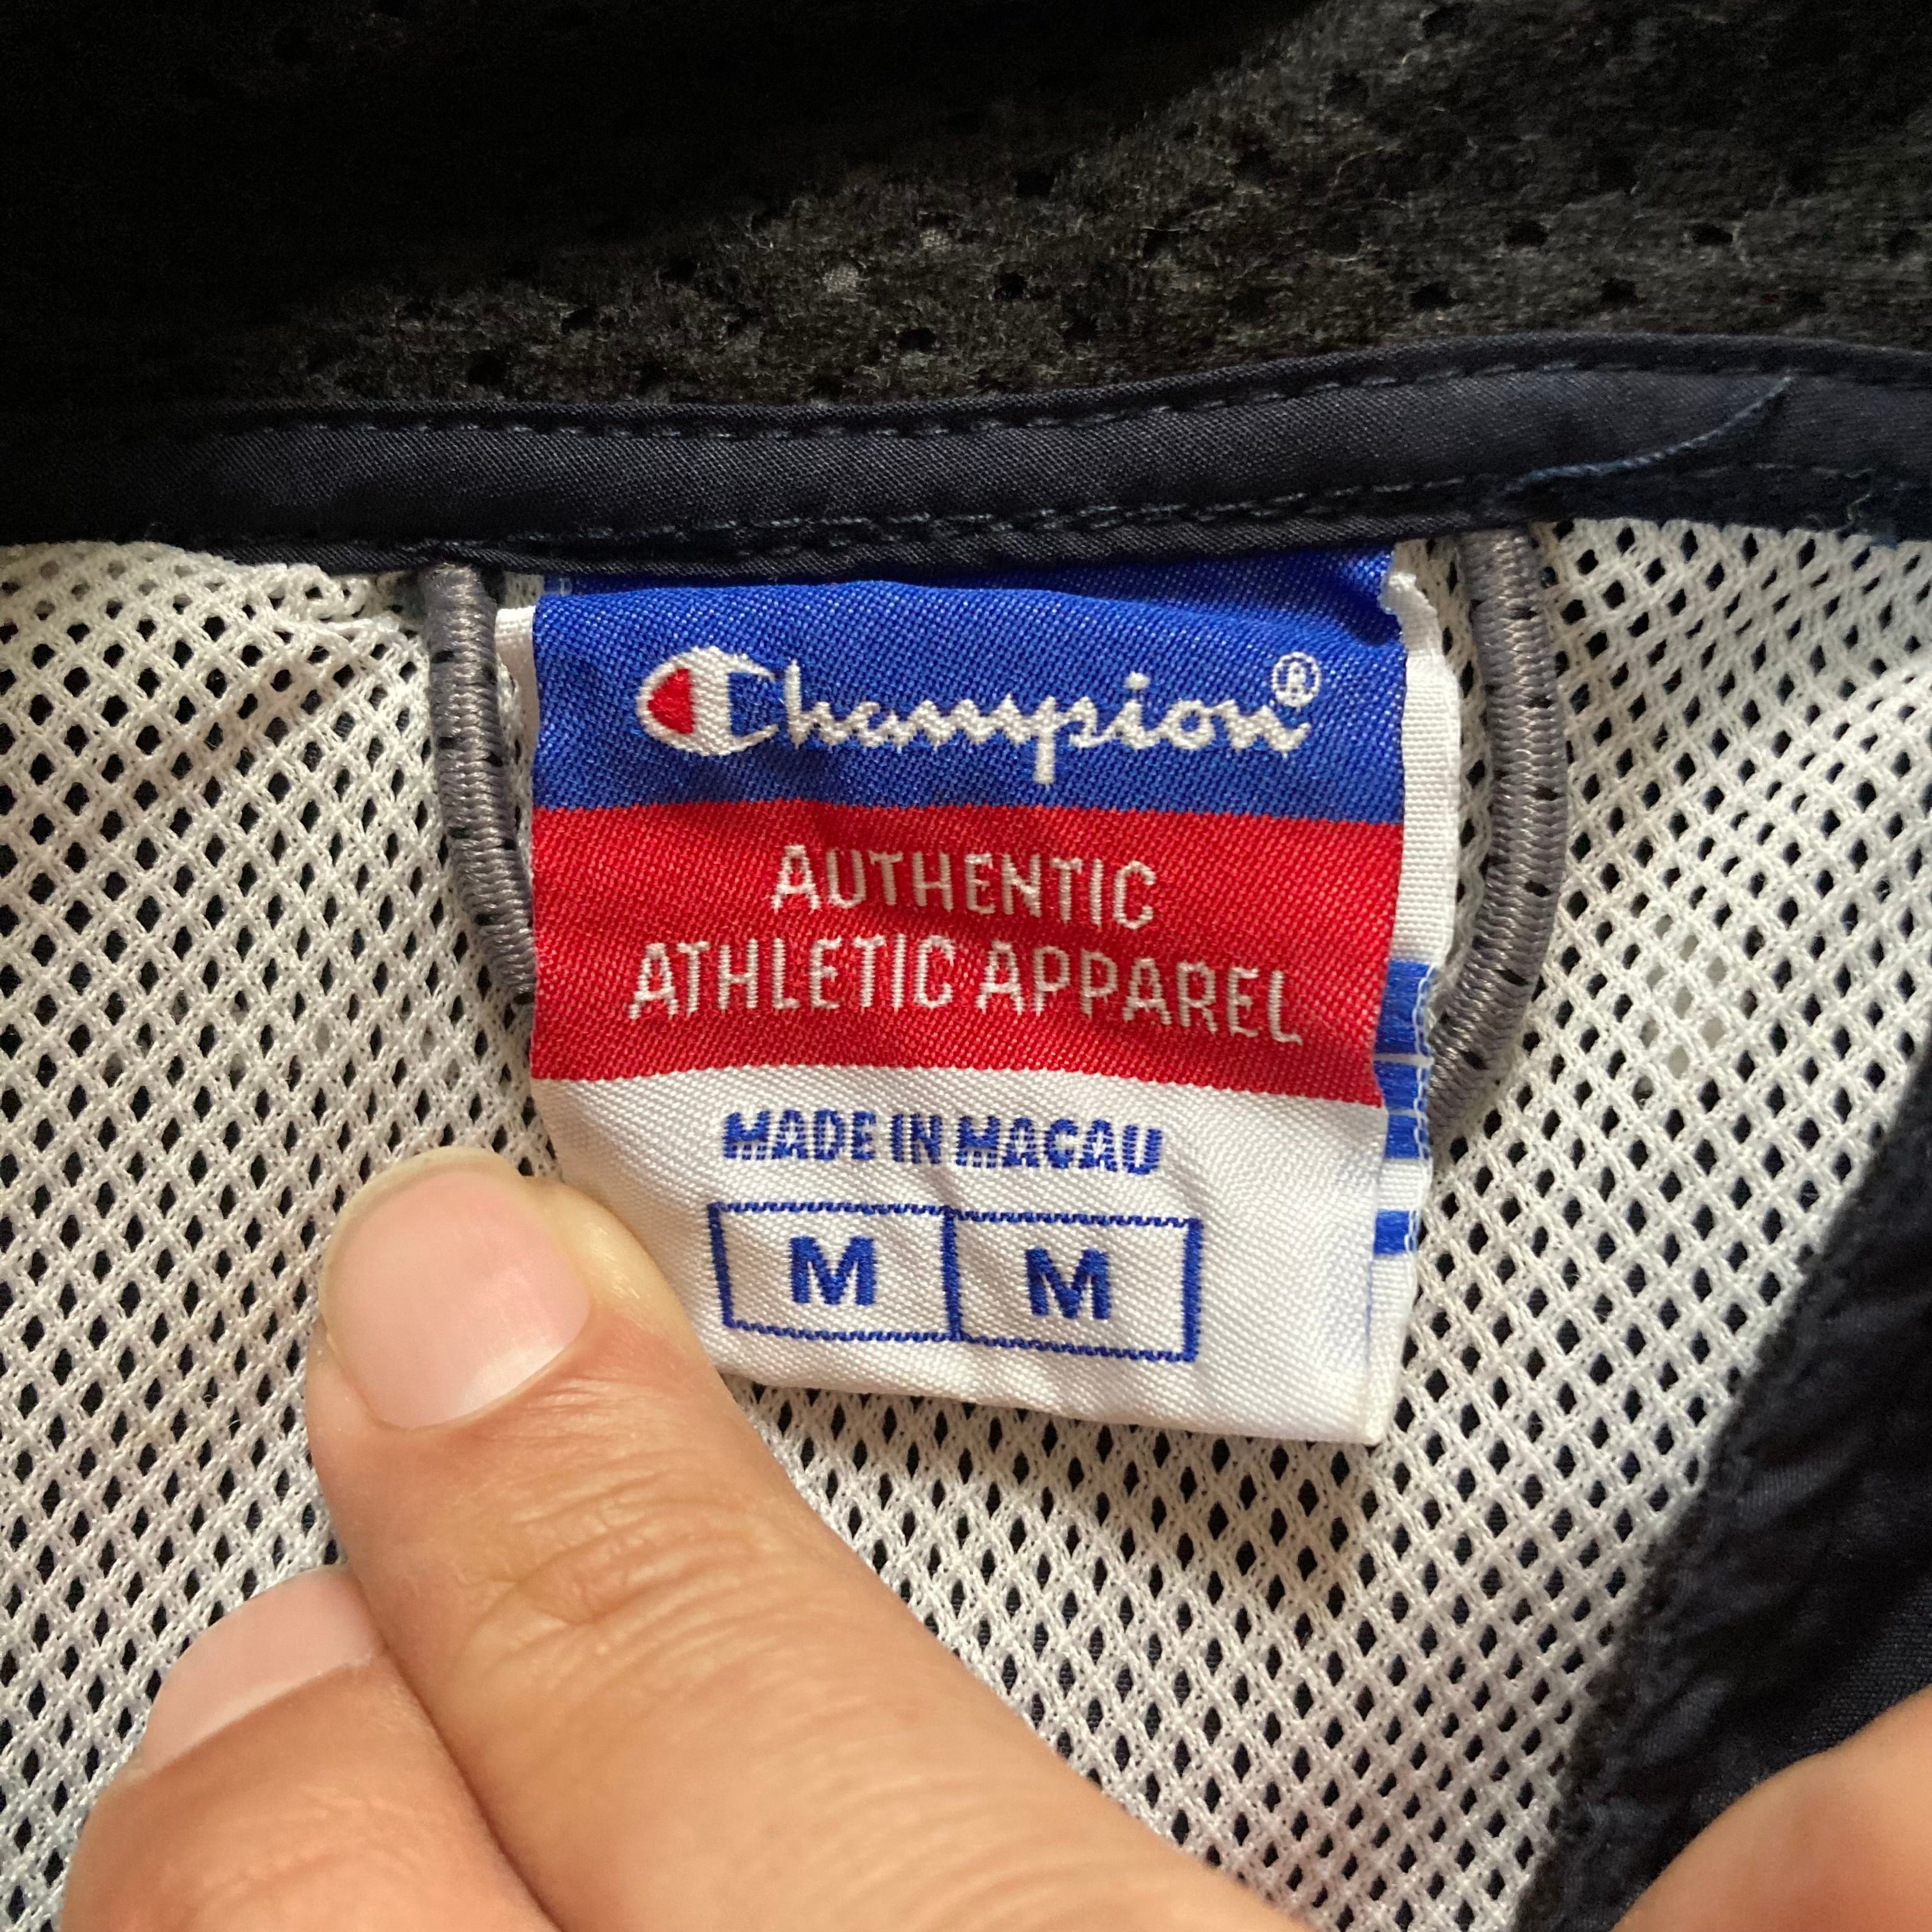 Champion®
AUTHENTIC
ATHLETIC APPAREL
MADE IN MACAU
M M